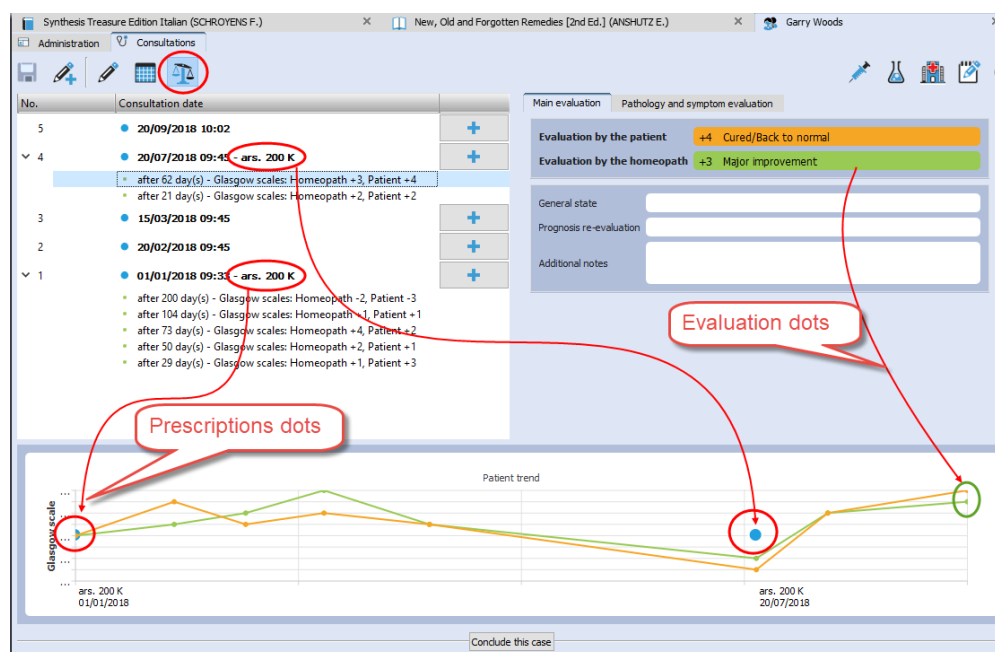 Synthesis Treasure Edition Italian (SCHROYENS F.)
New, Old and Forgotten Remedies [2nd Ed.] (ANSHUTZ E.)
Garry Woods
Administration
Consultations
No.
Consultation date
5 20/09/2018 10:02
4 20/07/2018 09:45 - ars. 200 K
after 62 day(s) - Glasgow scales: Homeopath +3, Patient +4
after 21 day(s) - Glasgow scales: Homeopath +2, Patient +2
3 15/03/2018 09:45
2 20/02/2018 09:45
1 01/01/2018 09:33 - ars. 200 K
after 200 day(s) - Glasgow scales: Homeopath -2, Patient -3
after 104 day(s) - Glasgow scales: Homeopath +1, Patient +1
after 73 day(s) - Glasgow scales: Homeopath +4, Patient +2
after 50 day(s) - Glasgow scales: Homeopath +2, Patient +1
after 29 day(s) - Glasgow scales: Homeopath +1, Patient +3
Main evaluation
Pathology and symptom evaluation
Evaluation by the patient +4 Cured/Back to normal
Evaluation by the homeopath +3 Major improvement
General state
Prognosis re-evaluation
Additional notes
Evaluation dots
Prescriptions dots
Patient trend
Glasgow scale
...
...
...
...
...
ars. 200 K
01/01/2018
ars. 200 K
20/07/2018
Conclude this case